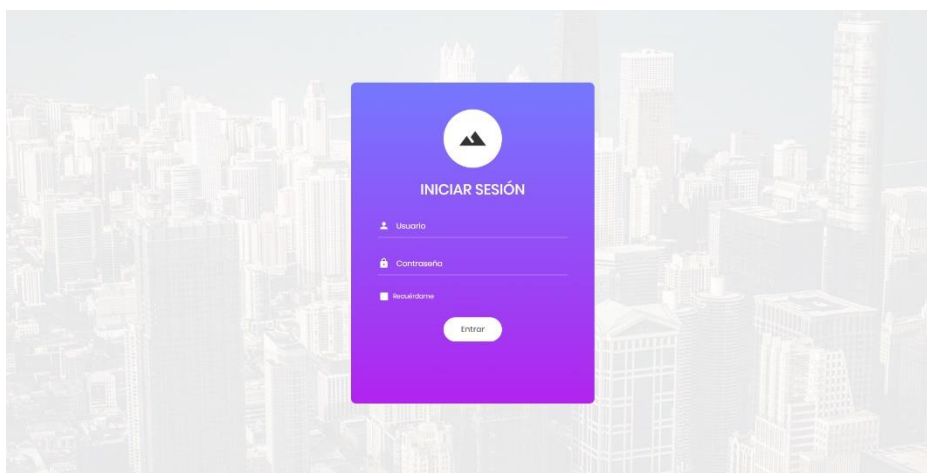 INICIAR SESIÓN
Usuario
Contraseña
Recuérdame
Entrar